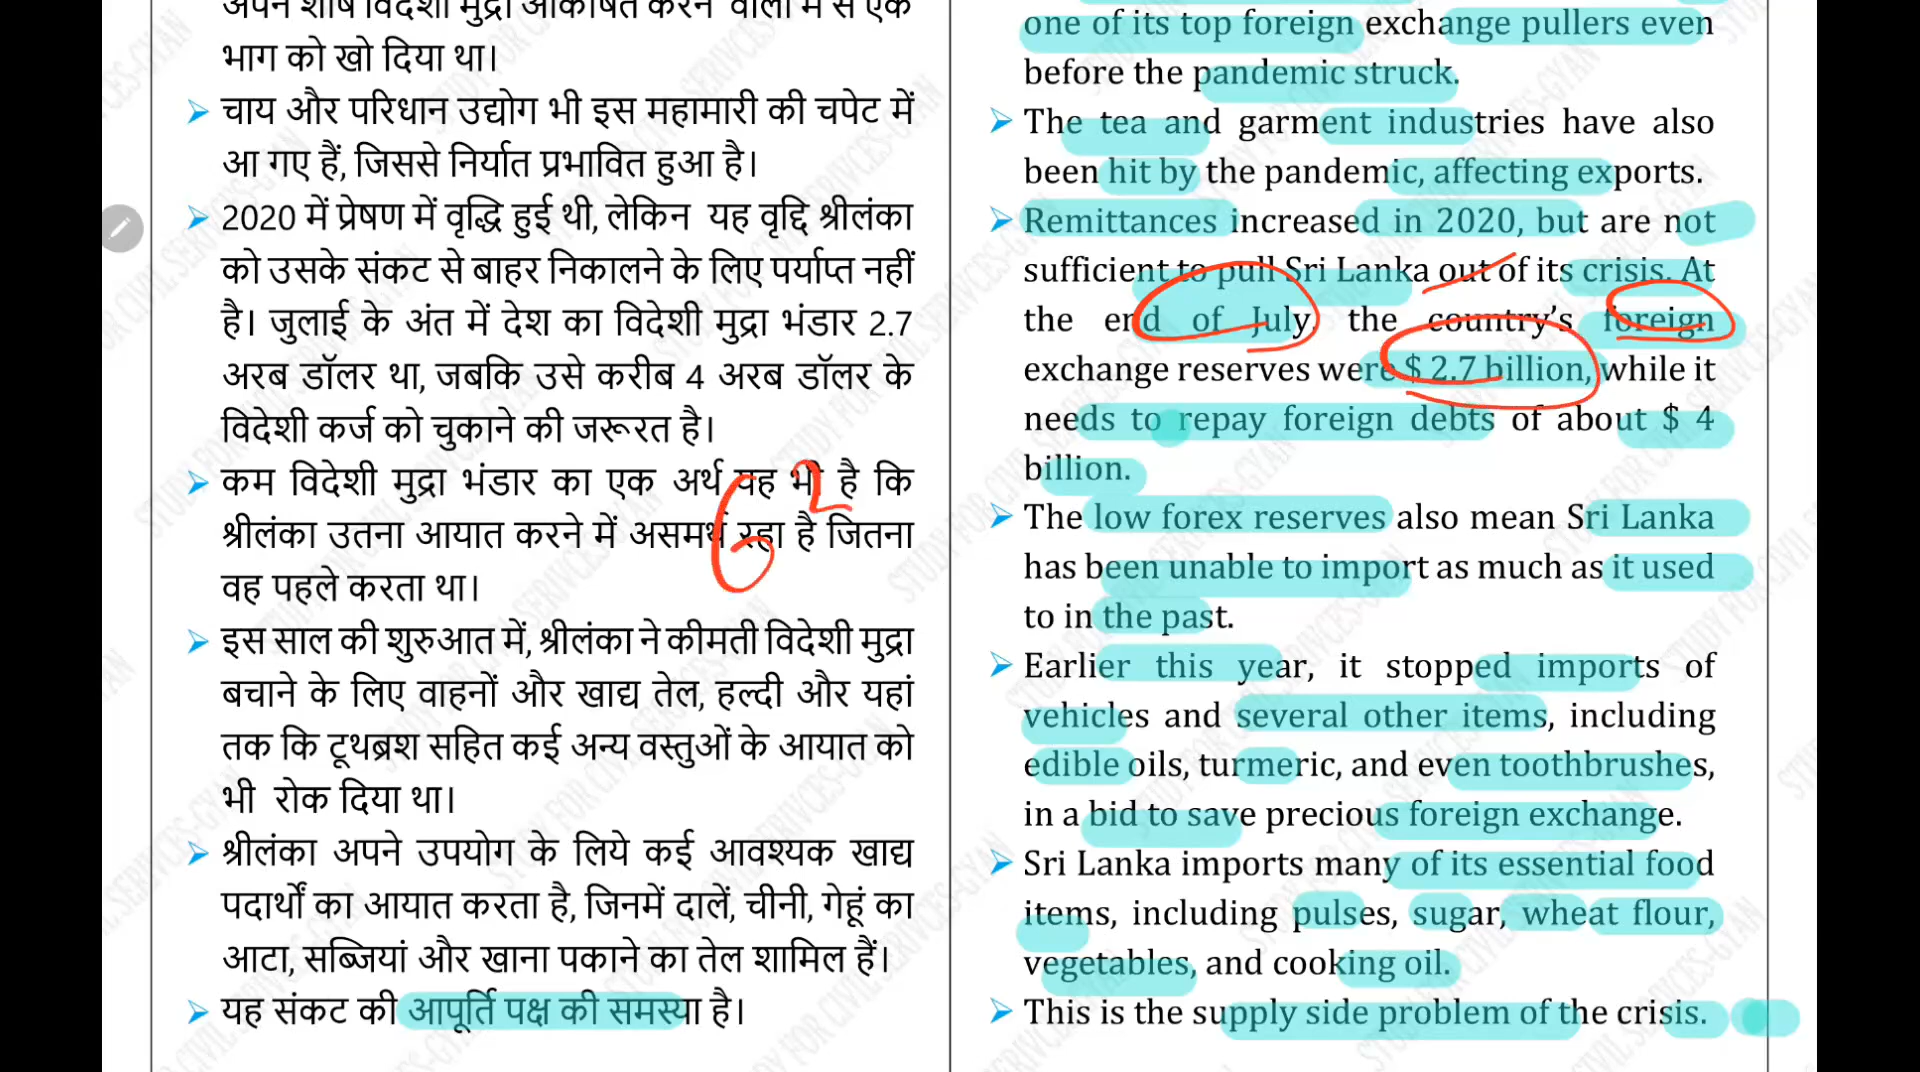 अपने शीर्ष विदेशी मुद्रा आकर्षित करने वालों में से एक
भाग को खो दिया था।
➢ चाय और परिधान उद्योग भी इस महामारी की चपेट में
आ गए हैं, जिससे निर्यात प्रभावित हुआ है।
➢ 2020 में प्रेषण में वृद्धि हुई थी, लेकिन यह वृद्दि श्रीलंका
को उसके संकट से बाहर निकालने के लिए पर्याप्त नहीं
है। जुलाई के अंत में देश का विदेशी मुद्रा भंडार 2.7
अरब डॉलर था, जबकि उसे करीब 4 अरब डॉलर के
विदेशी कर्ज को चुकाने की जरूरत है।
➢ कम विदेशी मुद्रा भंडार का एक अर्थ यह भी है कि
श्रीलंका उतना आयात करने में असमर्थ रहा है जितना
वह पहले करता था।
➢ इस साल की शुरुआत में, श्रीलंका ने कीमती विदेशी मुद्रा
बचाने के लिए वाहनों और खाद्य तेल, हल्दी और यहां
तक कि टूथब्रश सहित कई अन्य वस्तुओं के आयात को
भी रोक दिया था।
➢ श्रीलंका अपने उपयोग के लिये कई आवश्यक खाद्य
पदार्थों का आयात करता है, जिनमें दालें, चीनी, गेहूं का
आटा, सब्जियां और खाना पकाने का तेल शामिल हैं।
➢ यह संकट की आपूर्ति पक्ष की समस्या है।
one of its top foreign exchange pullers even
before the pandemic struck.
➢ The tea and garment industries have also
been hit by the pandemic, affecting exports.
➢ Remittances increased in 2020, but are not
sufficient to pull Sri Lanka out of its crisis. At
the end of July, the country's foreign
exchange reserves were $ 2.7 billion, while it
needs to repay foreign debts of about $ 4
billion.
➢ The low forex reserves also mean Sri Lanka
has been unable to import as much as it used
to in the past.
➢ Earlier this year, it stopped imports of
vehicles and several other items, including
edible oils, turmeric, and even toothbrushes,
in a bid to save precious foreign exchange.
➢ Sri Lanka imports many of its essential food
items, including pulses, sugar, wheat flour,
vegetables, and cooking oil.
➢ This is the supply side problem of the crisis.